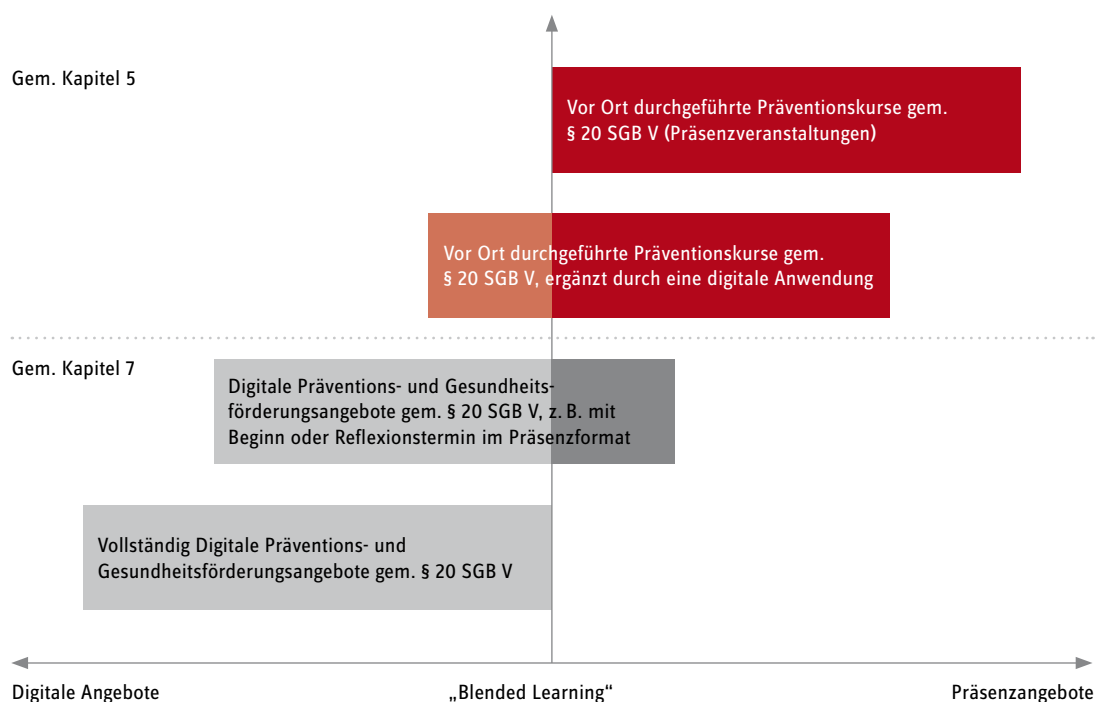 Gem. Kapitel 5
Vor Ort durchgeführte Präventionskurse gem.
§ 20 SGB V (Präsenzveranstaltungen)
Vor Ort durchgeführte Präventionskurse gem.
§ 20 SGB V, ergänzt durch eine digitale Anwendung
Gem. Kapitel 7
Digitale Präventions- und Gesundheits-
förderungsangebote gem. § 20 SGB V, z. B. mit
Beginn oder Reflexionstermin im Präsenzformat
Vollständig Digitale Präventions- und
Gesundheitsförderungsangebote gem. § 20 SGB V
Digitale Angebote
„Blended Learning“
Präsenzangebote